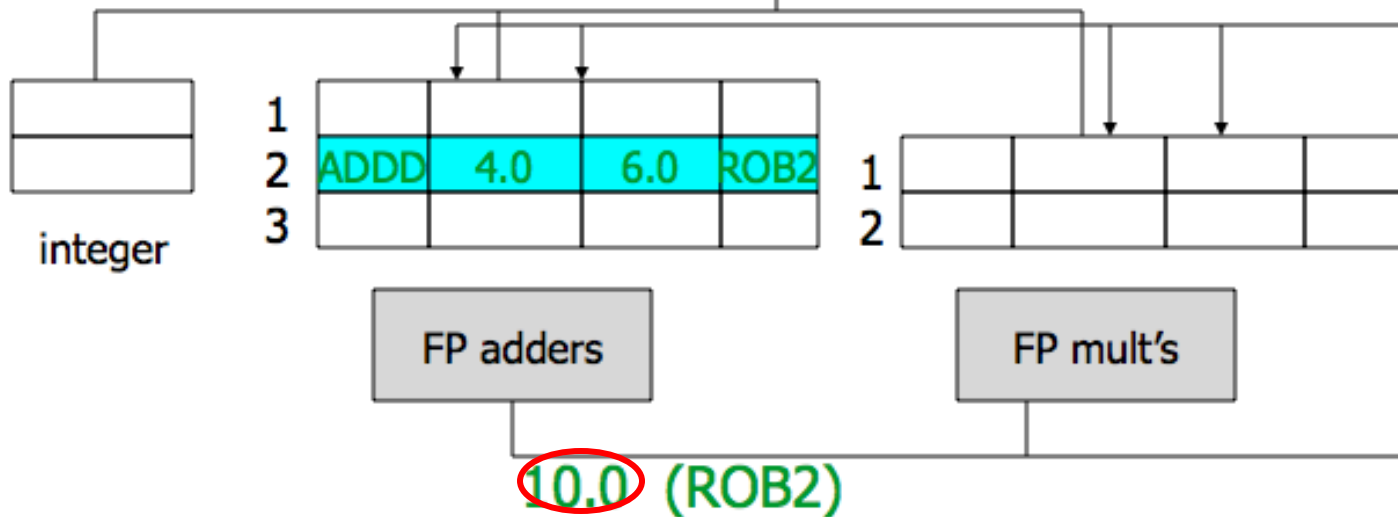 1
2 ADDD 4.0 6.0 ROB2
3
1
2
integer
FP adders
FP mult's
10.0 (ROB2)